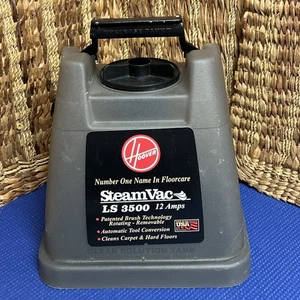 HOOVER
Number One Name In Floorcare
SteamVac
LS 3500 12 Amps
• Patented Brush Technology
Rotating - Removable
• Automatic Tool Conversion
• Cleans Carpet & Hard Floors
USA